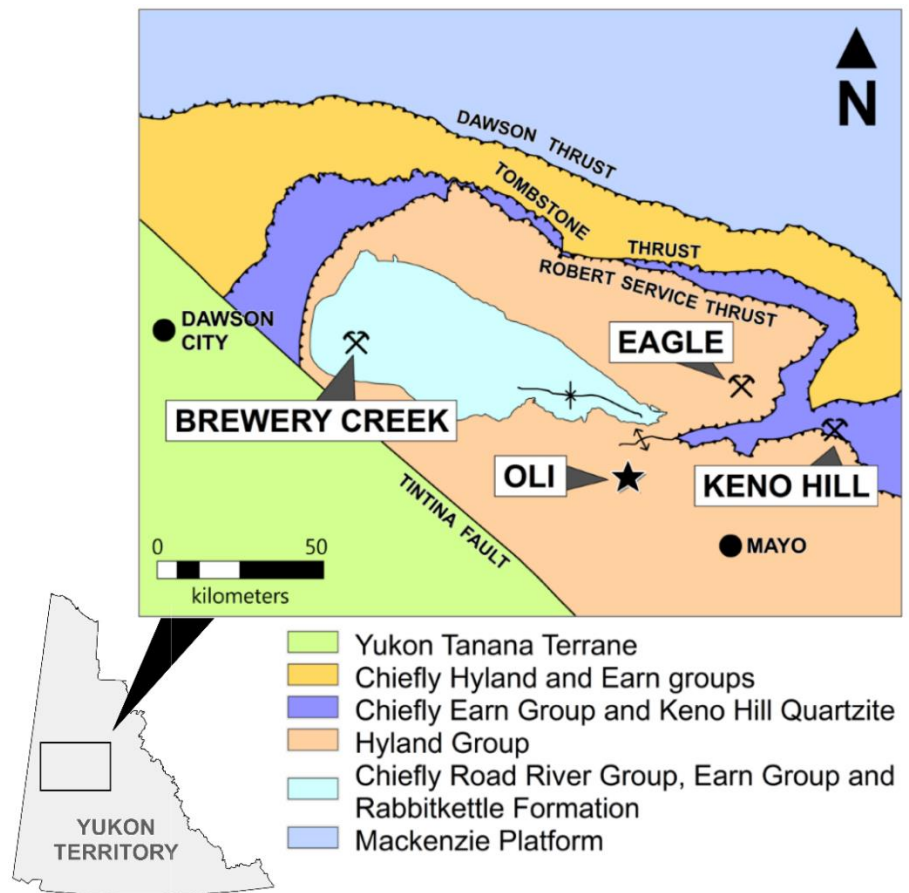 N
DAWSON THRUST
TOMBSTONE
THRUST
ROBERT SERVICE THRUST
DAWSON
CITY
EAGLE
BREWERY CREEK
OLI
KENO HILL
TINTINA FAULT
MAYO
0 50
kilometers
Yukon Tanana Terrane
Chiefly Hyland and Earn groups
Chiefly Earn Group and Keno Hill Quartzite
Hyland Group
Chiefly Road River Group, Earn Group and
Rabbitkettle Formation
Mackenzie Platform
YUKON
TERRITORY